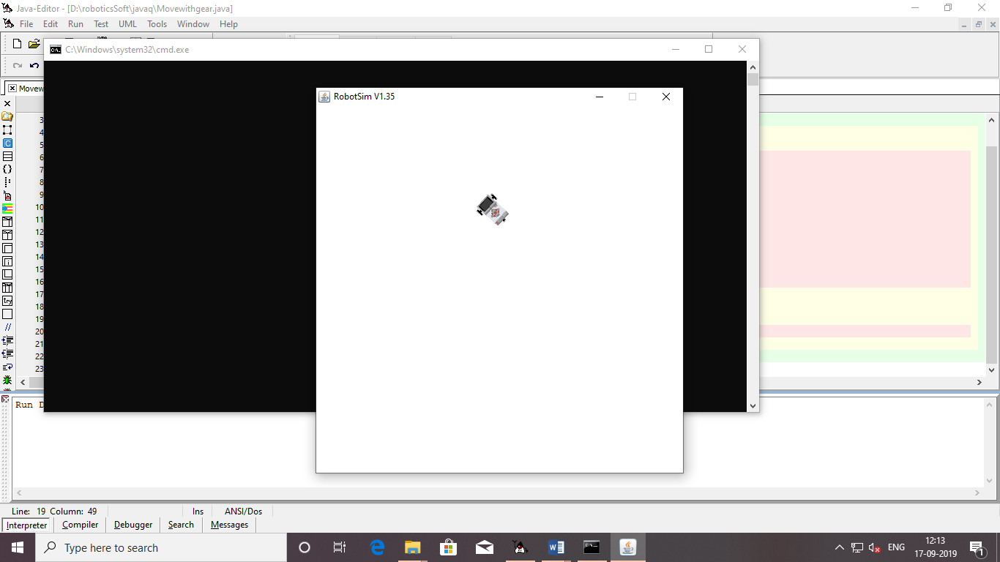 Java-Editor - [D:\roboticsSoft\javaq\Movewithgear.java]
File Edit Run Test UML Tools Window Help
C:\Windows\system32\cmd.exe
RobotSim V1.35
3
4
5
6
7
8
9
10
11
12
13
14
15
16
17
18
19
20
21
22
23
C
try
//
Run
Line: 19 Column: 49 Ins ANSI/Dos
Interpreter Compiler Debugger Search Messages
Type here to search
ENG
12:13
17-09-2019
1